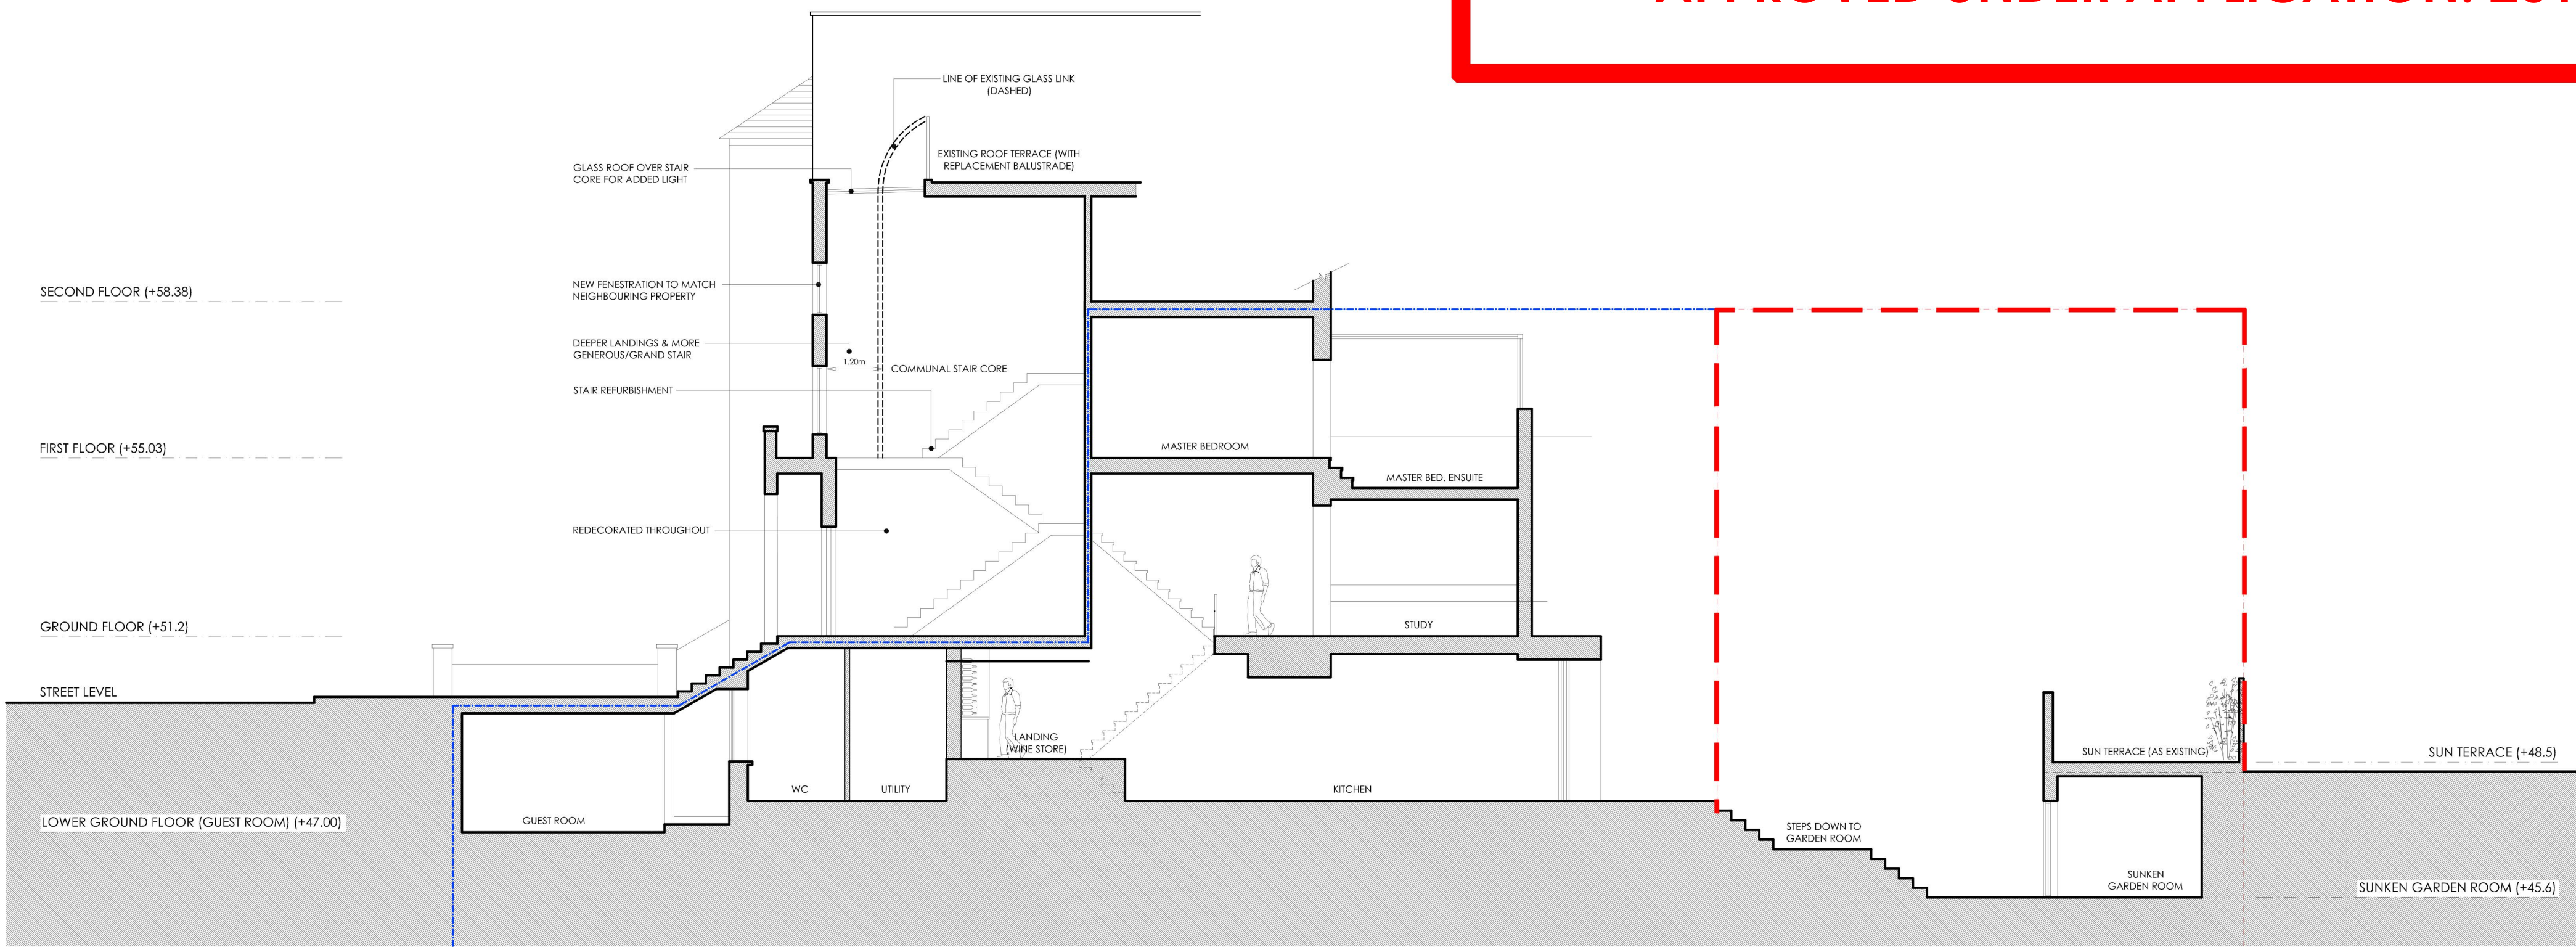 APPROVED UNDER APPLICATION:
LINE OF EXISTING GLASS LINK
(DASHED)
EXISTING ROOF TERRACE (WITH
REPLACEMENT BALUSTRADE)
GLASS ROOF OVER STAIR
CORE FOR ADDED LIGHT
NEW FENESTRATION TO MATCH
NEIGHBOURING PROPERTY
SECOND FLOOR (+58.38)
DEEPER LANDINGS & MORE
GENEROUS/GRAND STAIR
1.20m
COMMUNAL STAIR CORE
STAIR REFURBISHMENT
FIRST FLOOR (+55.03)
MASTER BEDROOM
MASTER BED. ENSUITE
REDECORATED THROUGHOUT
GROUND FLOOR (+51.2)
STUDY
STREET LEVEL
LANDING
(WINE STORE)
SUN TERRACE (AS EXISTING)
SUN TERRACE (+48.5)
WC
UTILITY
KITCHEN
LOWER GROUND FLOOR (GUEST ROOM) (+47.00)
GUEST ROOM
STEPS DOWN TO
GARDEN ROOM
SUNKEN
GARDEN ROOM
SUNKEN GARDEN ROOM (+45.6)